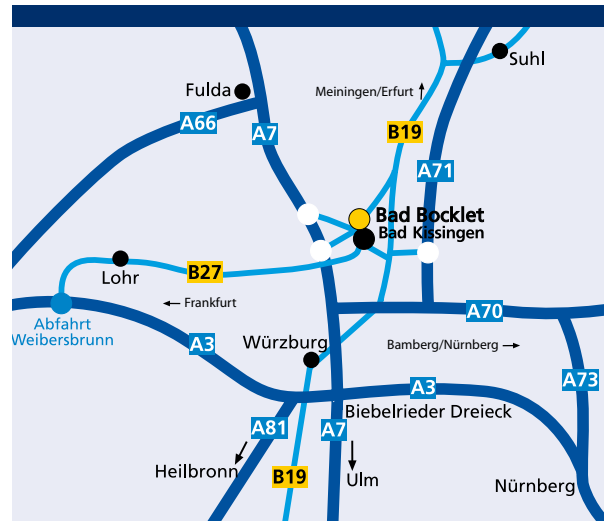 Suhl
Fulda
Meiningen/Erfurt
A66
A7
B19
A71
Bad Bocklet
Bad Kissingen
Lohr
B27
Frankfurt
A70
Abfahrt
Weibersbrunn
A3
Würzburg
Bamberg/Nürnberg
A73
A3
Biebelrieder Dreieck
A81
A7
Heilbronn
B19
Ulm
Nürnberg